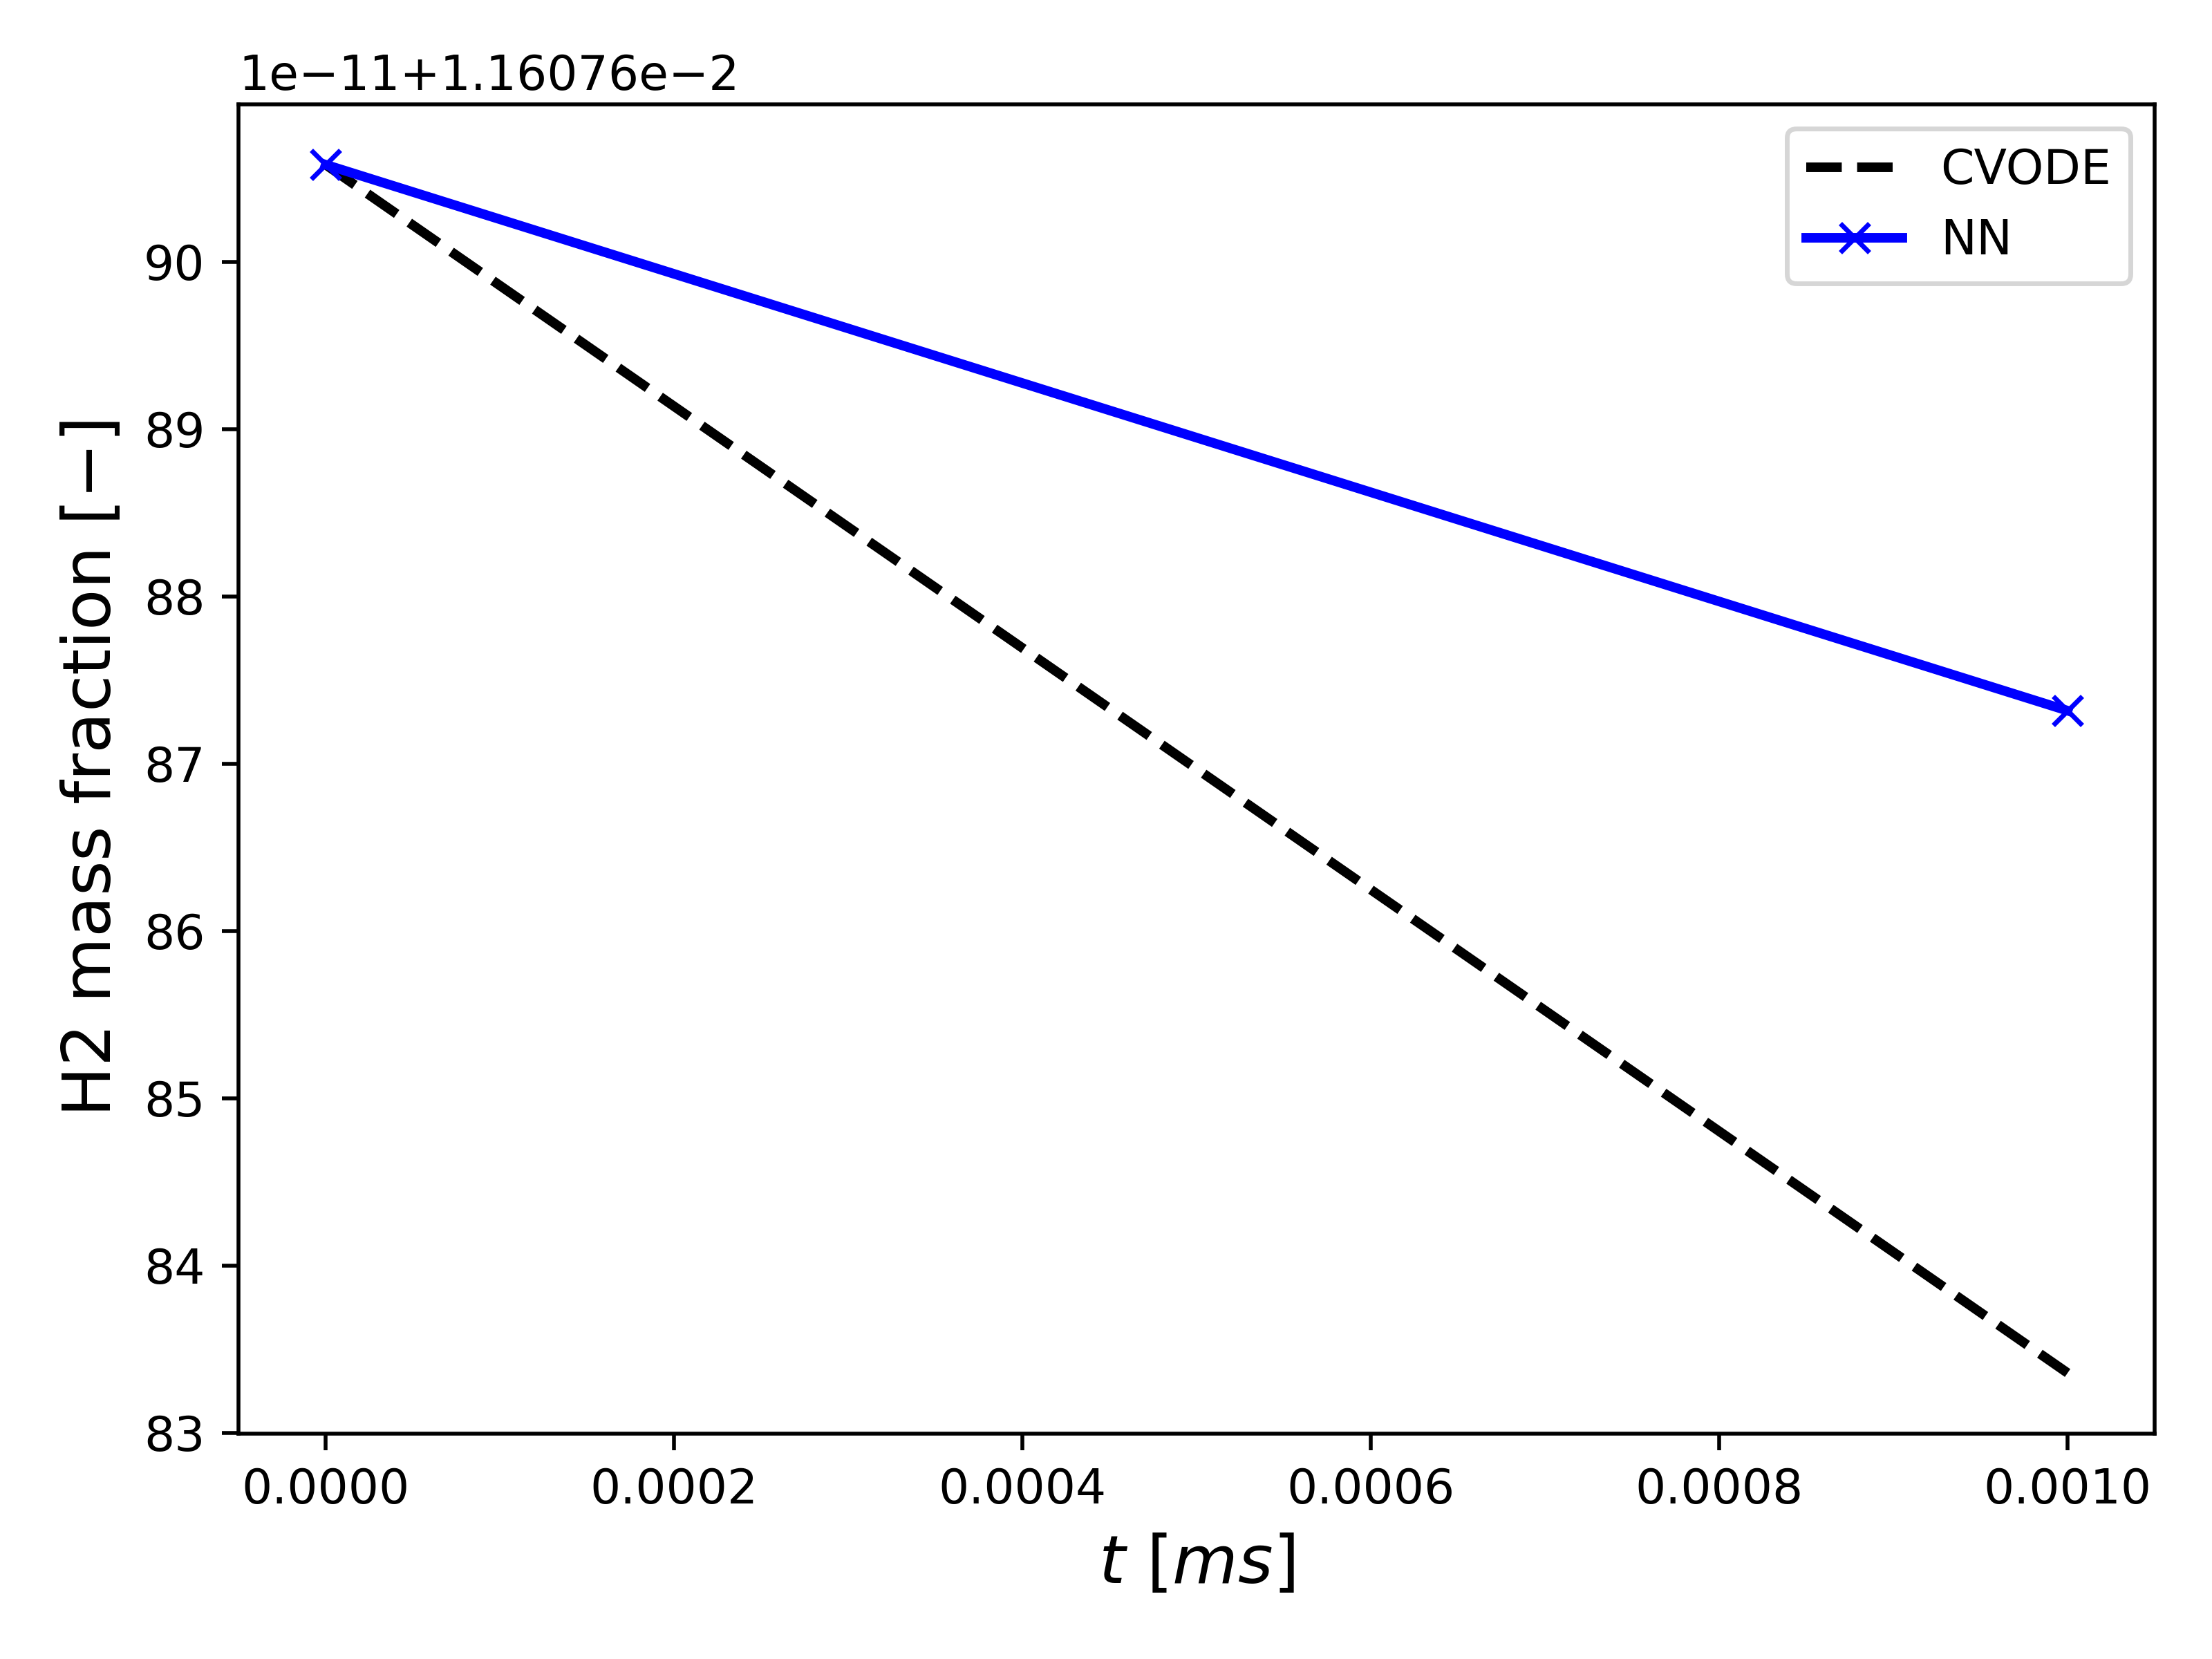 1e−11+1.16076e−2
CVODE
NN
H2 mass fraction [−]
90
89
88
87
86
85
84
83
0.0000 0.0002 0.0004 0.0006 0.0008 0.0010
t [ms]